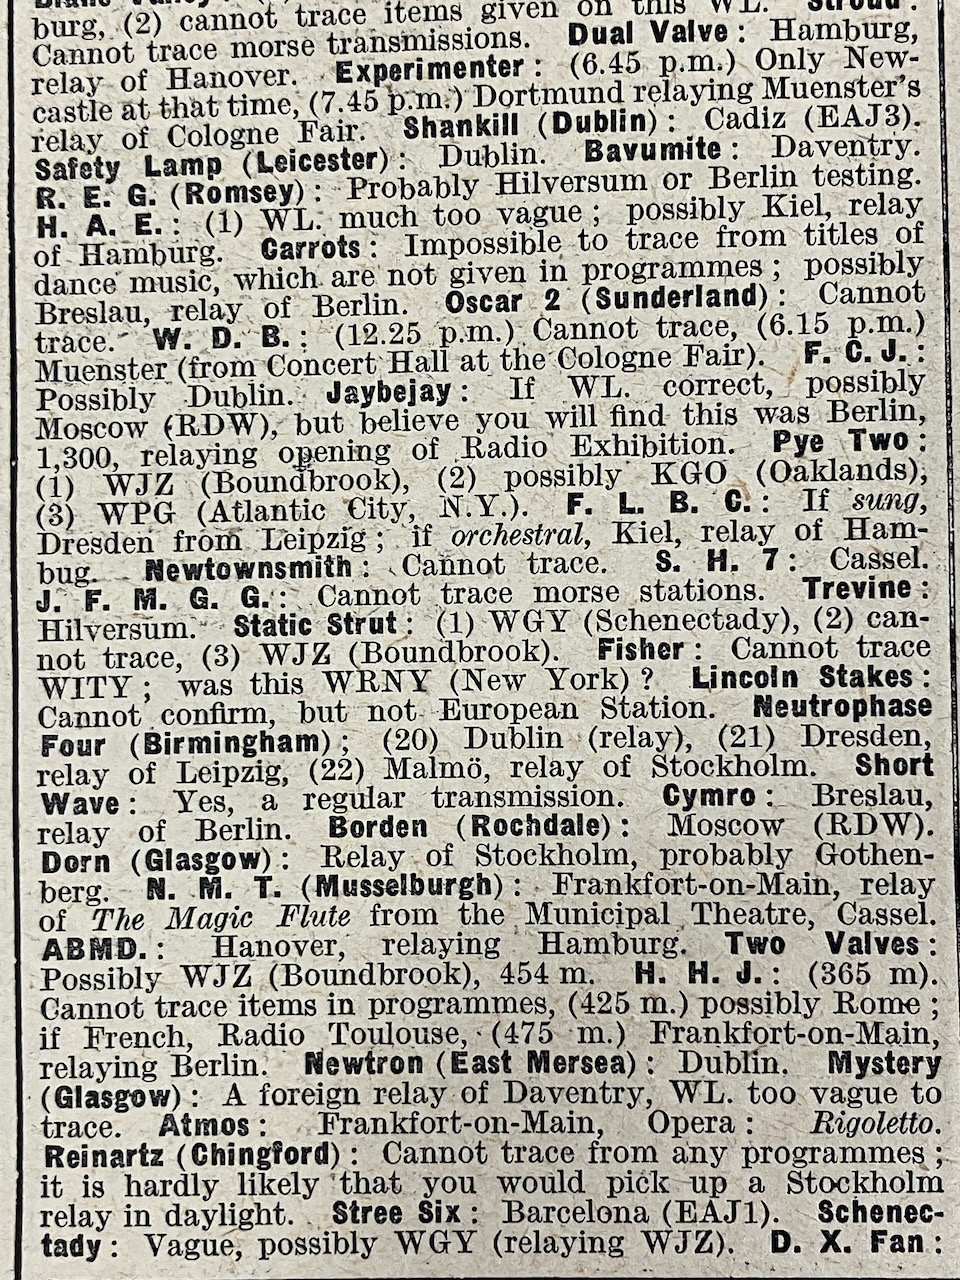 burg, (2) cannot trace items given on this WL. Stroud:
Cannot trace morse transmissions. Dual Valve: Hamburg,
relay of Hanover. Experimenter: (6.45 p.m.) Only New-
castle at that time, (7.45 p.m.) Dortmund relaying Muenster's
relay of Cologne Fair. Shankill (Dublin): Cadiz (EAJ3).
Safety Lamp (Leicester): Dublin. Bavumite: Daventry.
R. E. G. (Romsey): Probably Hilversum or Berlin testing.
H. A. E.: (1) WL. much too vague; possibly Kiel, relay
of Hamburg. Carrots: Impossible to trace from titles of
dance music, which are not given in programmes; possibly
Breslau, relay of Berlin. Oscar 2 (Sunderland): Cannot
trace. W. D. B.: (12.25 p.m.) Cannot trace, (6.15 p.m.)
Muenster (from Concert Hall at the Cologne Fair). F. C. J.:
Possibly Dublin. Jaybejay: If WL. correct, possibly
Moscow (RDW), but believe you will find this was Berlin,
1,300, relaying opening of Radio Exhibition. Pye Two:
(1) WJZ (Boundbrook), (2) possibly KGO (Oaklands),
(3) WPG (Atlantic City, N.Y.). F. L. B. C.: If sung,
Dresden from Leipzig; if orchestral, Kiel, relay of Ham-
bug. Newtownsmith: Cannot trace. S. H. 7: Cassel.
J. F. M. G. G.: Cannot trace morse stations. Trevine:
Hilversum. Static Strut: (1) WGY (Schenectady), (2) can-
not trace, (3) WJZ (Boundbrook). Fisher: Cannot trace
WITY; was this WRNY (New York)? Lincoln Stakes:
Cannot confirm, but not European Station. Neutrophase
Four (Birmingham); (20) Dublin (relay), (21) Dresden,
relay of Leipzig, (22) Malmö, relay of Stockholm. Short
Wave: Yes, a regular transmission. Cymro: Breslau,
relay of Berlin. Borden (Rochdale): Moscow (RDW).
Dorn (Glasgow): Relay of Stockholm, probably Gothen-
berg. N. M. T. (Musselburgh): Frankfort-on-Main, relay
of The Magic Flute from the Municipal Theatre, Cassel.
ABMD.: Hanover, relaying Hamburg. Two Valves:
Possibly WJZ (Boundbrook), 454 m. H. H. J.: (365 m).
Cannot trace items in programmes, (425 m.) possibly Rome;
if French, Radio Toulouse, (475 m.) Frankfort-on-Main,
relaying Berlin. Newtron (East Mersea): Dublin. Mystery
(Glasgow): A foreign relay of Daventry, WL. too vague to
trace. Atmos: Frankfort-on-Main, Opera: Rigoletto.
Reinartz (Chingford): Cannot trace from any programmes;
it is hardly likely that you would pick up a Stockholm
relay in daylight. Stree Six: Barcelona (EAJ1). Schenec-
tady: Vague, possibly WGY (relaying WJZ). D. X. Fan: